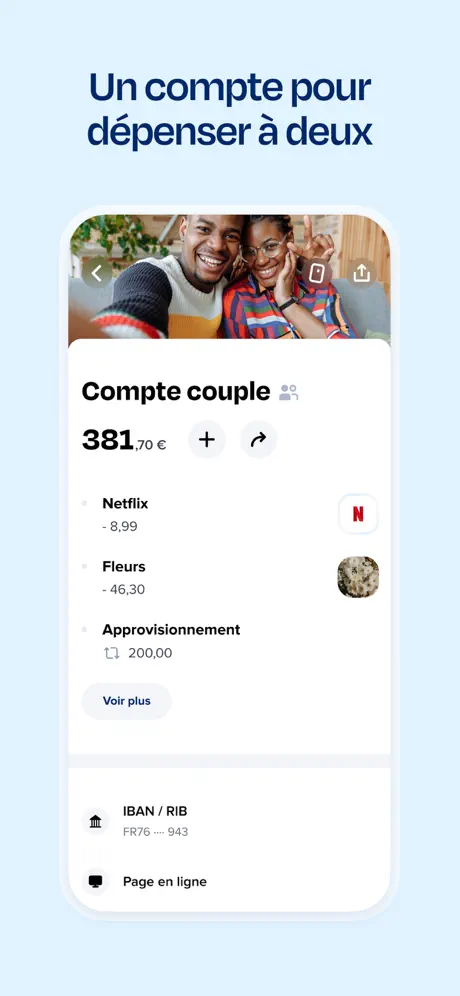 Un compte pour
dépenser à deux
Compte couple
381,70 €
Netflix
- 8,99
N
Fleurs
- 46,30
Approvisionnement
200,00
Voir plus
IBAN / RIB
FR76 ···· 943
Page en ligne